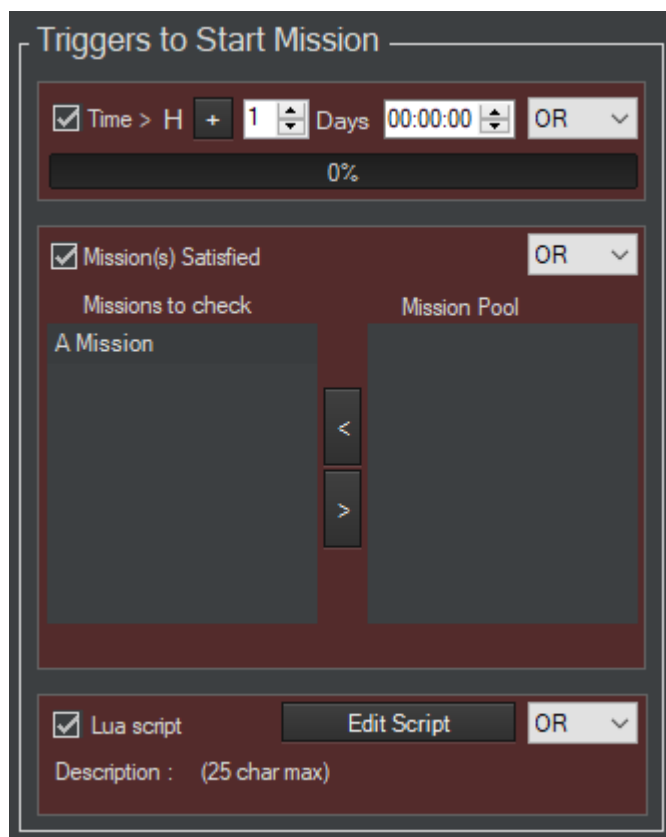 Triggers to Start Mission
Time > H + 1 Days 00:00:00 OR
0%
Mission(s) Satisfied OR
Missions to check Mission Pool
A Mission
<
>
Lua script Edit Script OR
Description : (25 char max)